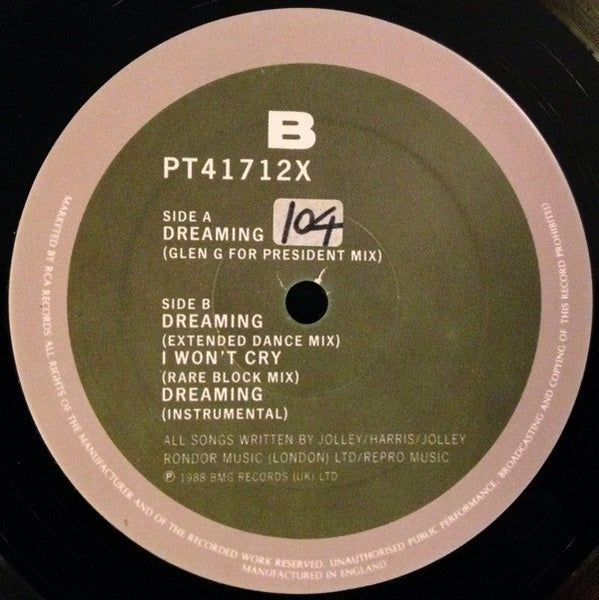 B
PT41712X
SIDE A
DREAMING 104
(GLEN G FOR PRESIDENT MIX)
SIDE B
DREAMING
(EXTENDED DANCE MIX)
I WON'T CRY
(RARE BLOCK MIX)
DREAMING
(INSTRUMENTAL)
ALL SONGS WRITTEN BY JOLLEY/HARRIS/JOLLEY
RONDOR MUSIC (LONDON) LTD/REPRO MUSIC
℗ 1988 BMG RECORDS (UK) LTD
MARKETED BY RCA RECORDS ALL RIGHTS OF THE MANUFACTURER AND OF THE RECORDED WORK RESERVED. UNAUTHORISED PUBLIC PERFORMANCE, BROADCASTING AND COPYING OF THIS RECORD PROHIBITED
MANUFACTURED IN ENGLAND